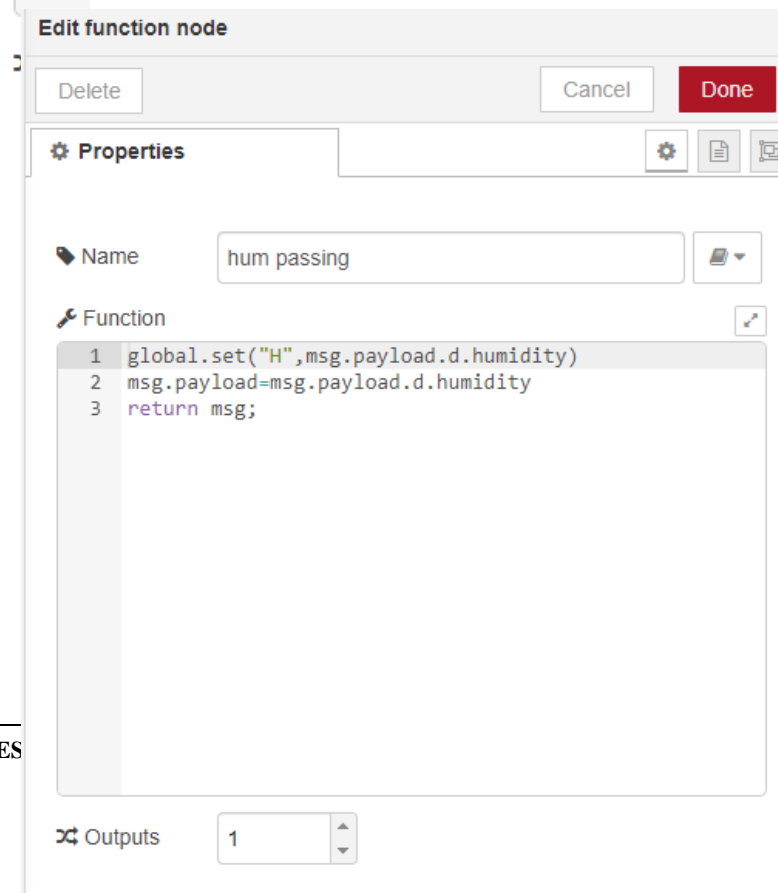 Edit function node
Delete Cancel Done
Properties
Name hum passing
Function
1 global.set("H",msg.payload.d.humidity)
2 msg.payload=msg.payload.d.humidity
3 return msg;
ES
Outputs 1